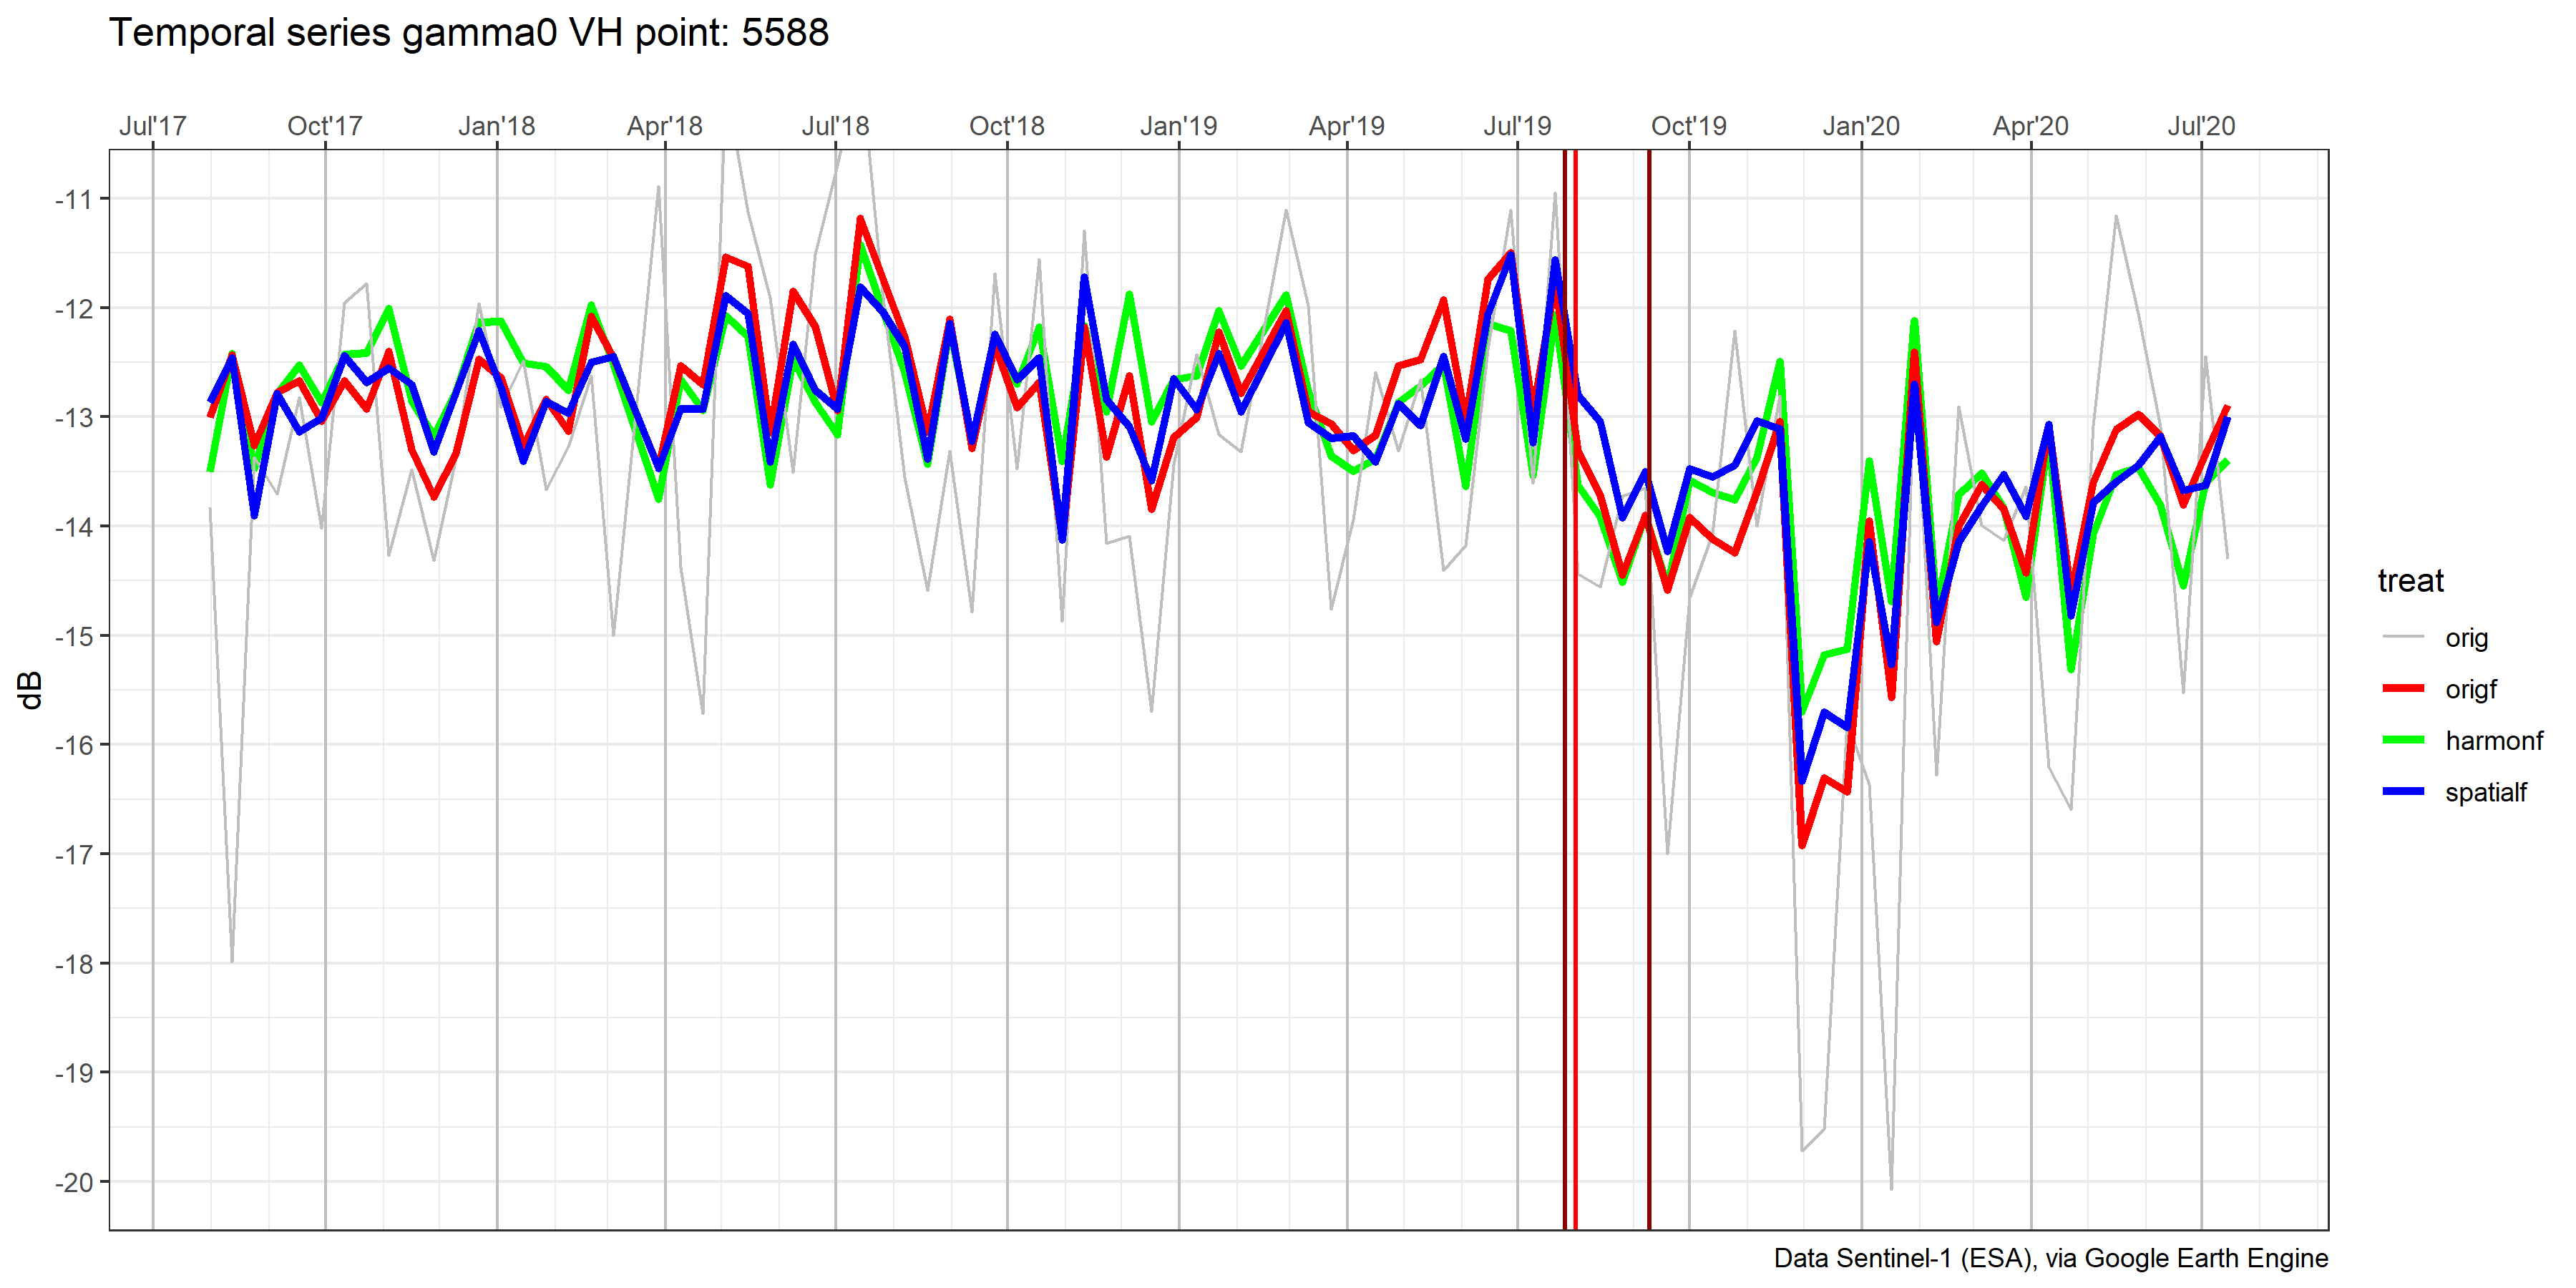 Temporal series gamma0 VH point: 5588
Jul'17 Oct'17 Jan'18 Apr'18 Jul'18 Oct'18 Jan'19 Apr'19 Jul'19 Oct'19 Jan'20 Apr'20 Jul'20
-11
-12
-13
-14
-15
-16
-17
-18
-19
-20
dB
treat
orig
origf
harmonf
spatialf
Data Sentinel-1 (ESA), via Google Earth Engine